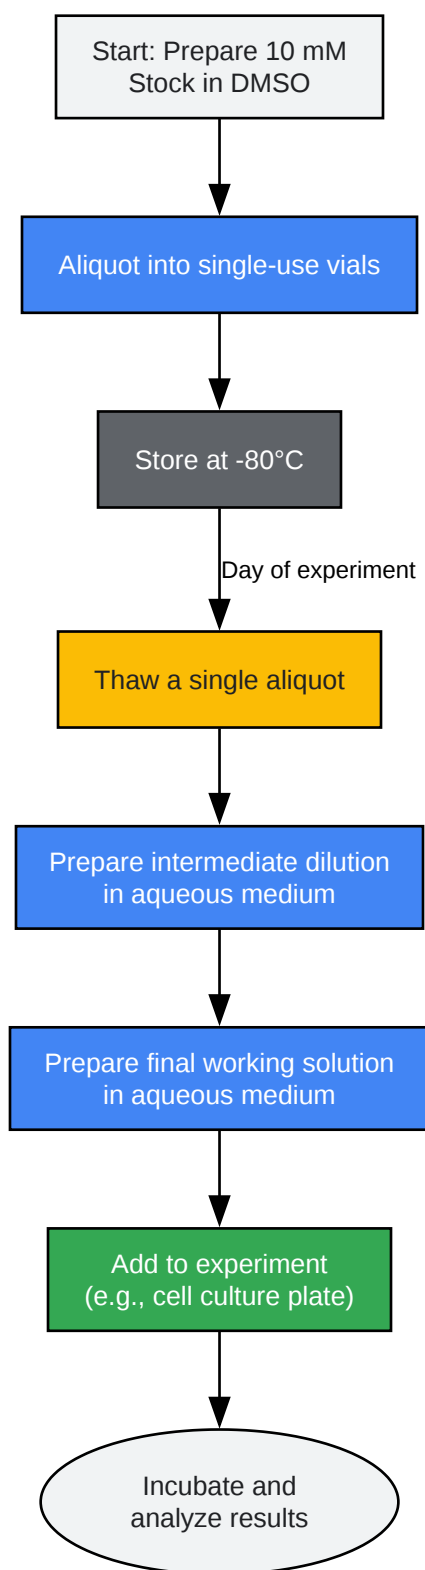 Start: Prepare 10 mM
Stock in DMSO
Aliquot into single-use vials
Store at -80°C
Day of experiment
Thaw a single aliquot
Prepare intermediate dilution
in aqueous medium
Prepare final working solution
in aqueous medium
Add to experiment
(e.g., cell culture plate)
Incubate and
analyze results